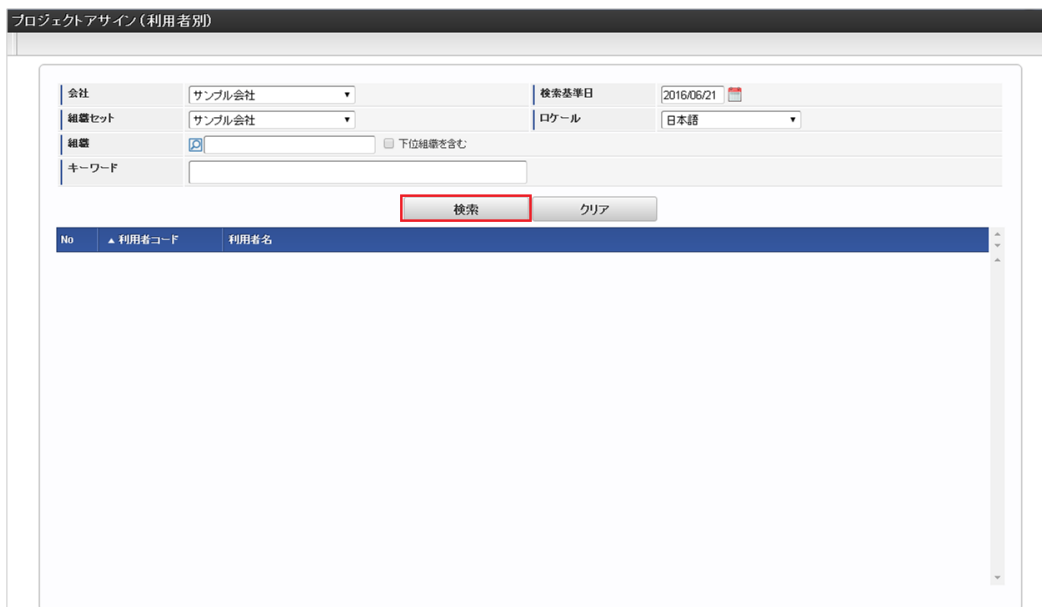 プロジェクトアサイン(利用者別)
会社 サンプル会社 検索基準日 2016/06/21
組織セット サンプル会社 ロケール 日本語
組織 下位組織を含む
キーワード
検索 クリア
No ▲利用者コード 利用者名